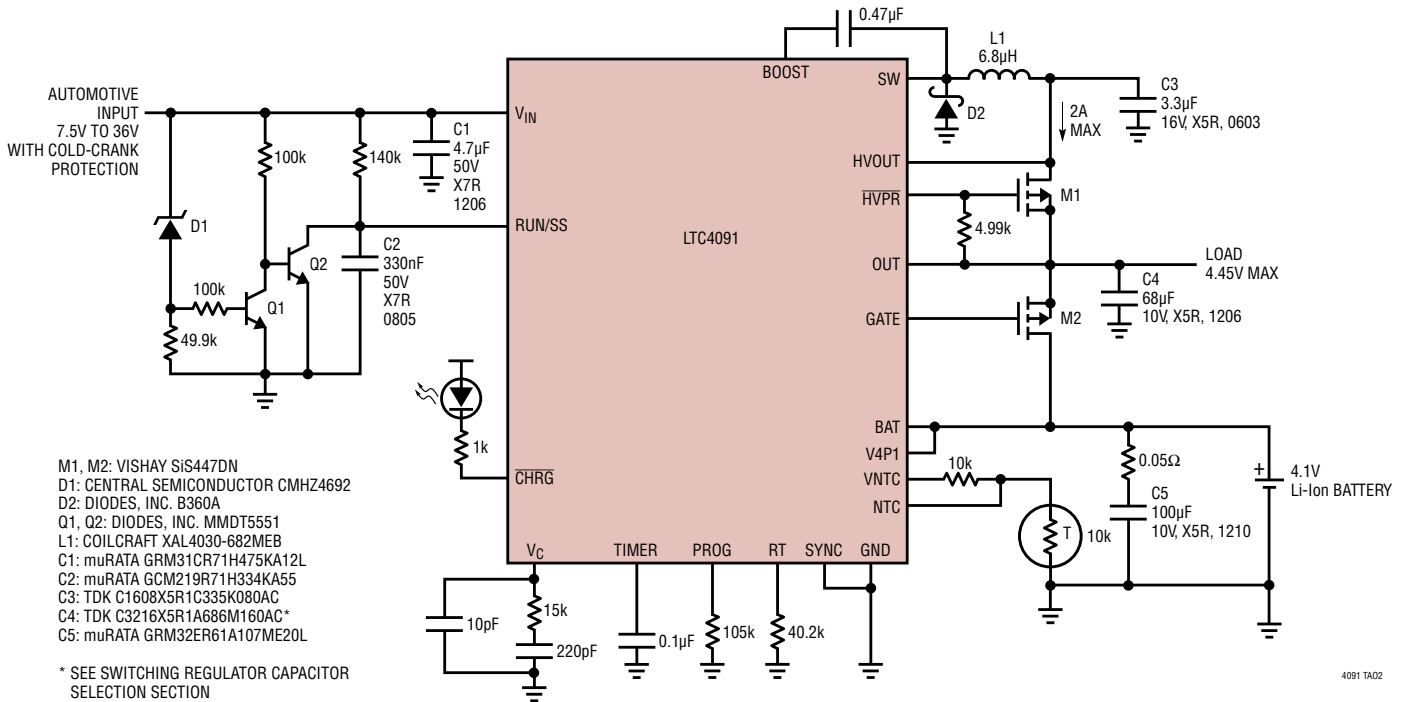 0.47µF
BOOST
SW
L1
6.8µH
C3
3.3µF
16V, X5R, 0603
D2
2A
MAX
AUTOMOTIVE
INPUT
7.5V TO 36V
WITH COLD-CRANK
PROTECTION
100k
140k
C1
4.7µF
50V
X7R
1206
VIN
HVOUT
HVPR
M1
4.99k
D1
RUN/SS
LTC4091
Q2
C2
330nF
50V
X7R
0805
OUT
LOAD
4.45V MAX
C4
68µF
10V, X5R, 1206
100k
Q1
49.9k
GATE
M2
1k
CHRG
BAT
V4P1
VNTC
NTC
10k
T
10k
0.05Ω
C5
100µF
10V, X5R, 1210
+
4.1V
Li-Ion BATTERY
VC
TIMER
PROG
RT
SYNC
GND
10pF
15k
220pF
0.1µF
105k
40.2k
M1, M2: VISHAY SiS447DN
D1: CENTRAL SEMICONDUCTOR CMHZ4692
D2: DIODES, INC. B360A
Q1, Q2: DIODES, INC. MMDT5551
L1: COILCRAFT XAL4030-682MEB
C1: muRATA GRM31CR71H475KA12L
C2: muRATA GCM219R71H334KA55
C3: TDK C1608X5R1C335K080AC
C4: TDK C3216X5R1A686M160AC*
C5: muRATA GRM32ER61A107ME20L
* SEE SWITCHING REGULATOR CAPACITOR
SELECTION SECTION
4091 TA02